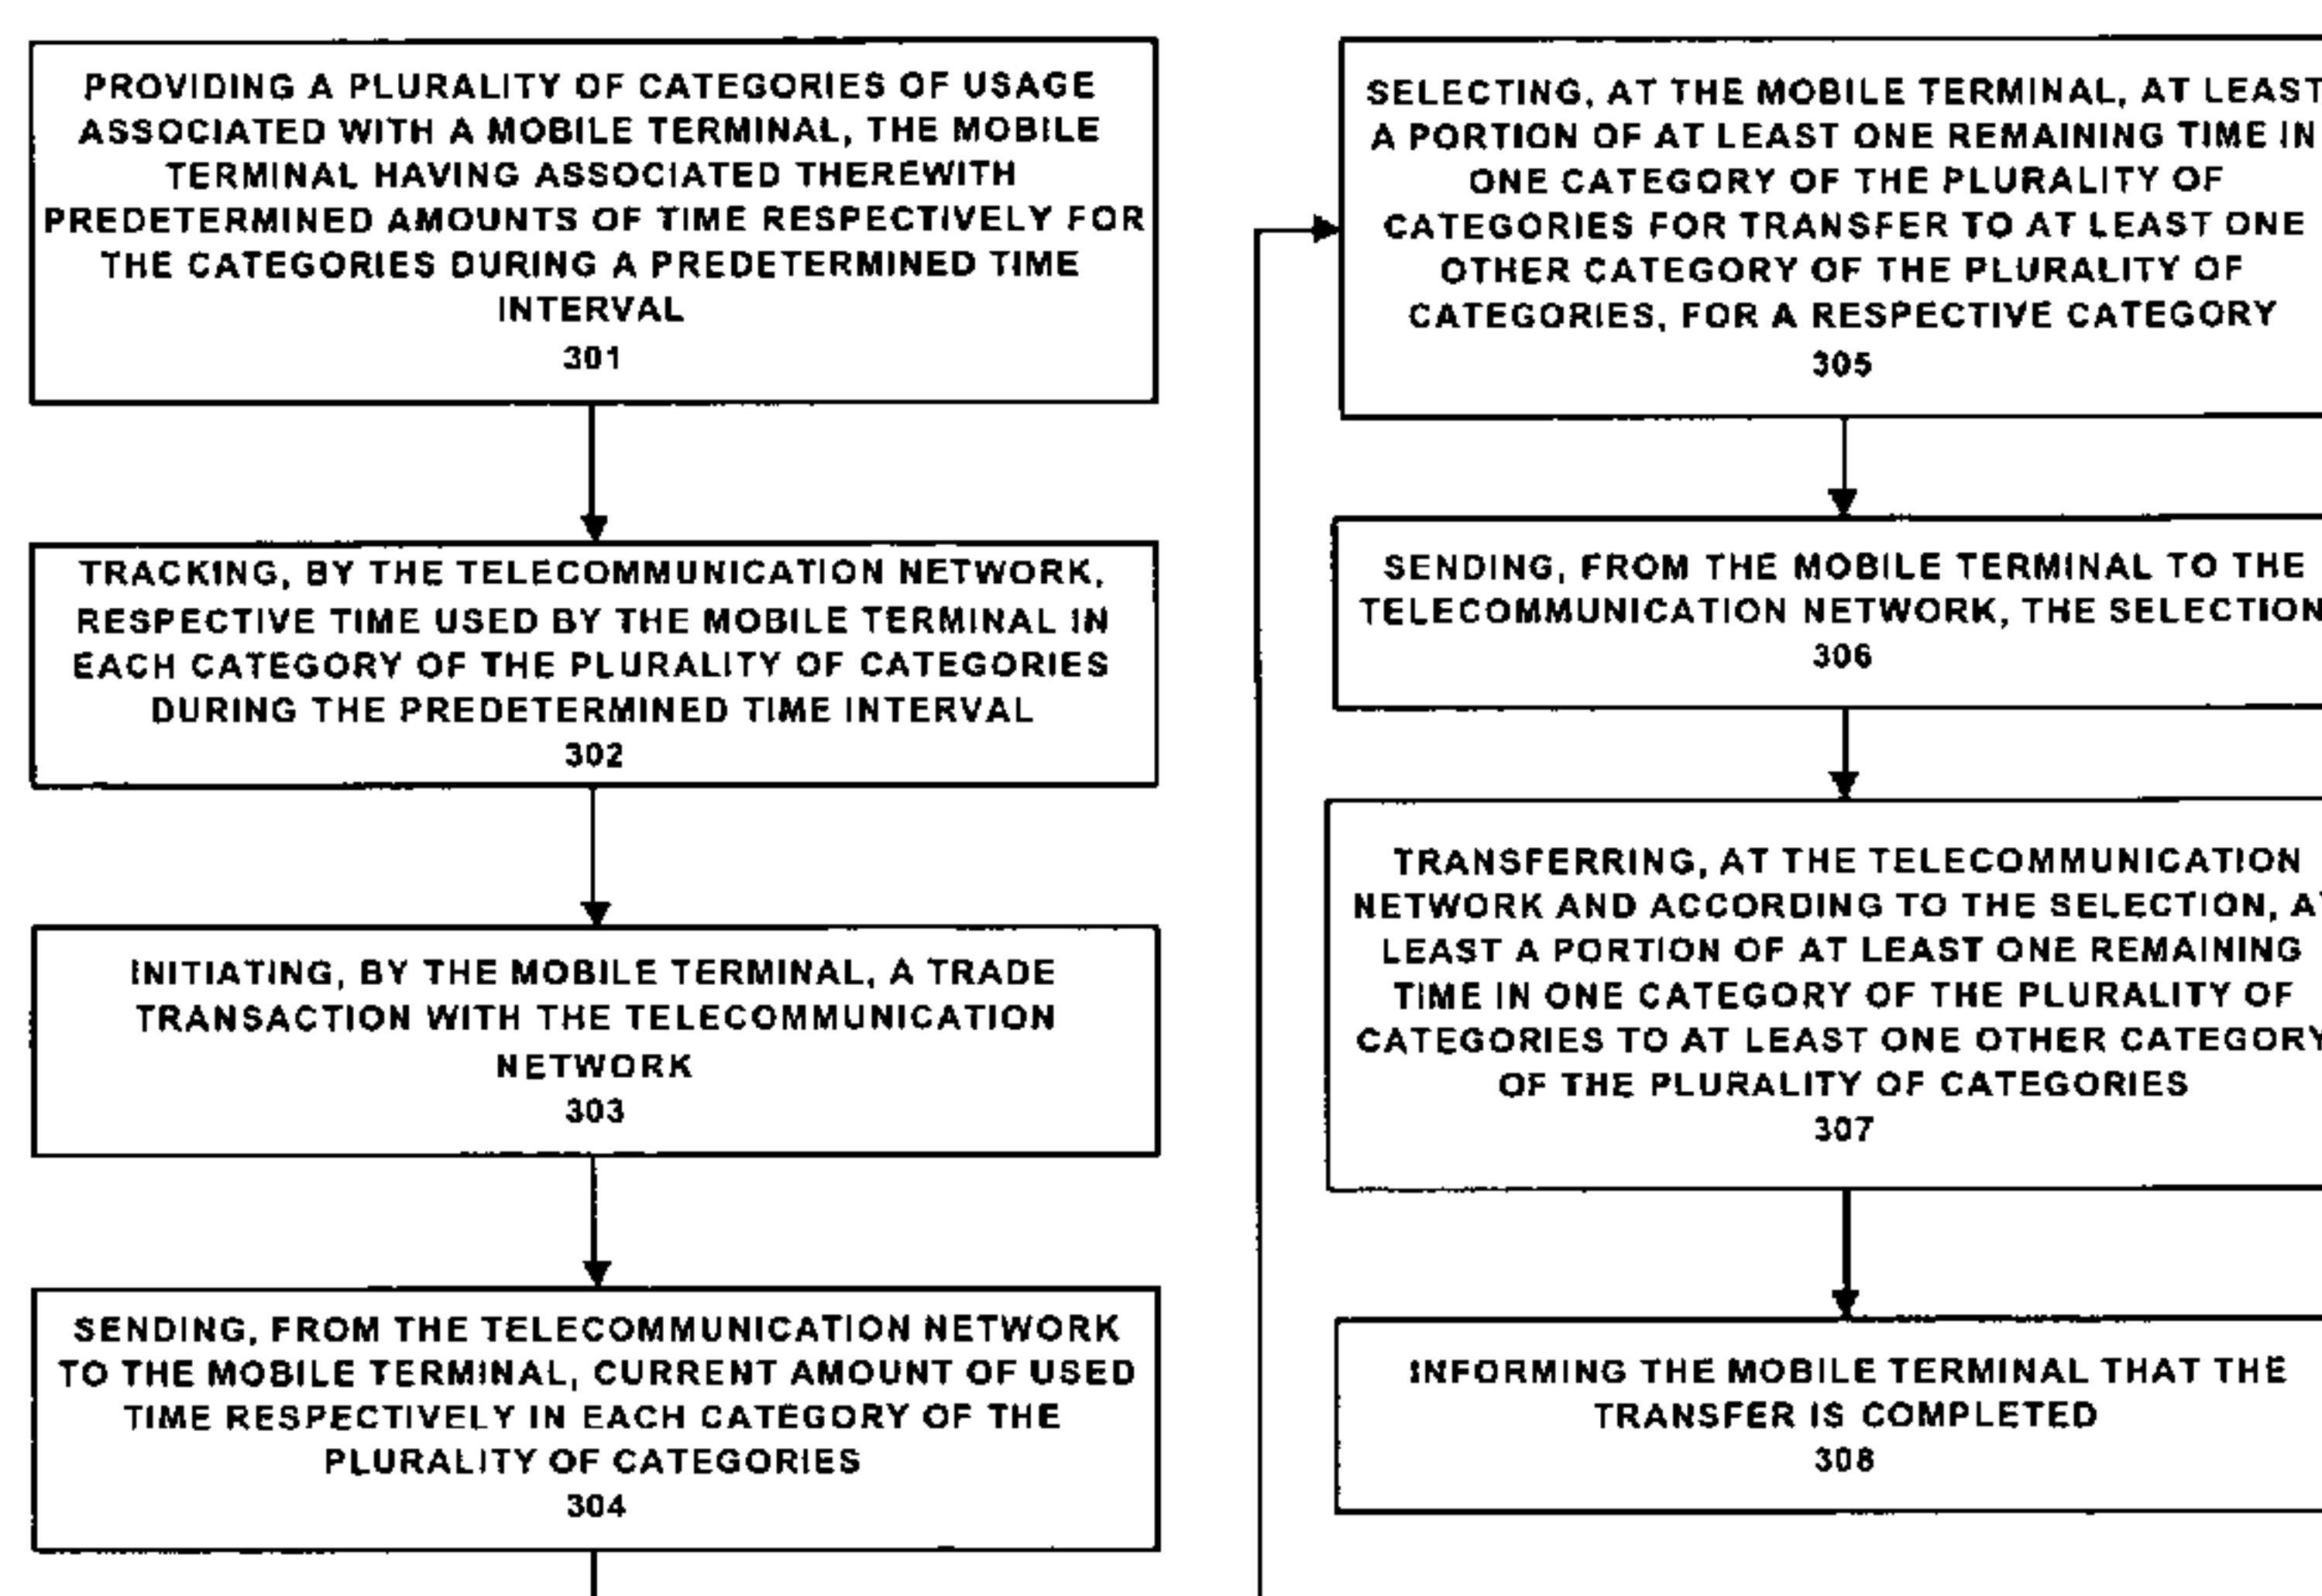 PROVIDING A PLURALITY OF CATEGORIES OF USAGE
ASSOCIATED WITH A MOBILE TERMINAL, THE MOBILE
TERMINAL HAVING ASSOCIATED THEREWITH
PREDETERMINED AMOUNTS OF TIME RESPECTIVELY FOR
THE CATEGORIES DURING A PREDETERMINED TIME
INTERVAL
301
TRACKING, BY THE TELECOMMUNICATION NETWORK,
RESPECTIVE TIME USED BY THE MOBILE TERMINAL IN
EACH CATEGORY OF THE PLURALITY OF CATEGORIES
DURING THE PREDETERMINED TIME INTERVAL
302
INITIATING, BY THE MOBILE TERMINAL, A TRADE
TRANSACTION WITH THE TELECOMMUNICATION
NETWORK
303
SENDING, FROM THE TELECOMMUNICATION NETWORK
TO THE MOBILE TERMINAL, CURRENT AMOUNT OF USED
TIME RESPECTIVELY IN EACH CATEGORY OF THE
PLURALITY OF CATEGORIES
304
SELECTING, AT THE MOBILE TERMINAL, AT LEAST
A PORTION OF AT LEAST ONE REMAINING TIME IN
ONE CATEGORY OF THE PLURALITY OF
CATEGORIES FOR TRANSFER TO AT LEAST ONE
OTHER CATEGORY OF THE PLURALITY OF
CATEGORIES, FOR A RESPECTIVE CATEGORY
305
SENDING, FROM THE MOBILE TERMINAL TO THE
TELECOMMUNICATION NETWORK, THE SELECTION
306
TRANSFERRING, AT THE TELECOMMUNICATION
NETWORK AND ACCORDING TO THE SELECTION, AT
LEAST A PORTION OF AT LEAST ONE REMAINING
TIME IN ONE CATEGORY OF THE PLURALITY OF
CATEGORIES TO AT LEAST ONE OTHER CATEGORY
OF THE PLURALITY OF CATEGORIES
307
INFORMING THE MOBILE TERMINAL THAT THE
TRANSFER IS COMPLETED
308